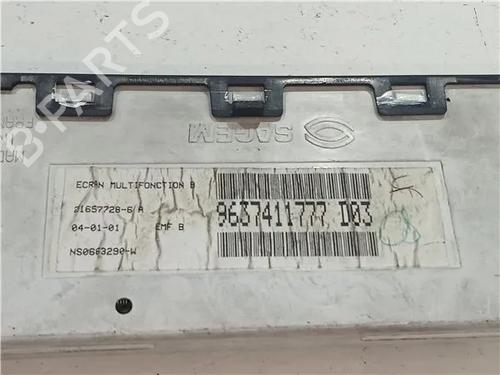 B-PARTS
SAGEM
ECRAN MULTIFONCTION B
21657728-6/A
04-01-01 EMF B
NS0663290-W
9637411777 D03